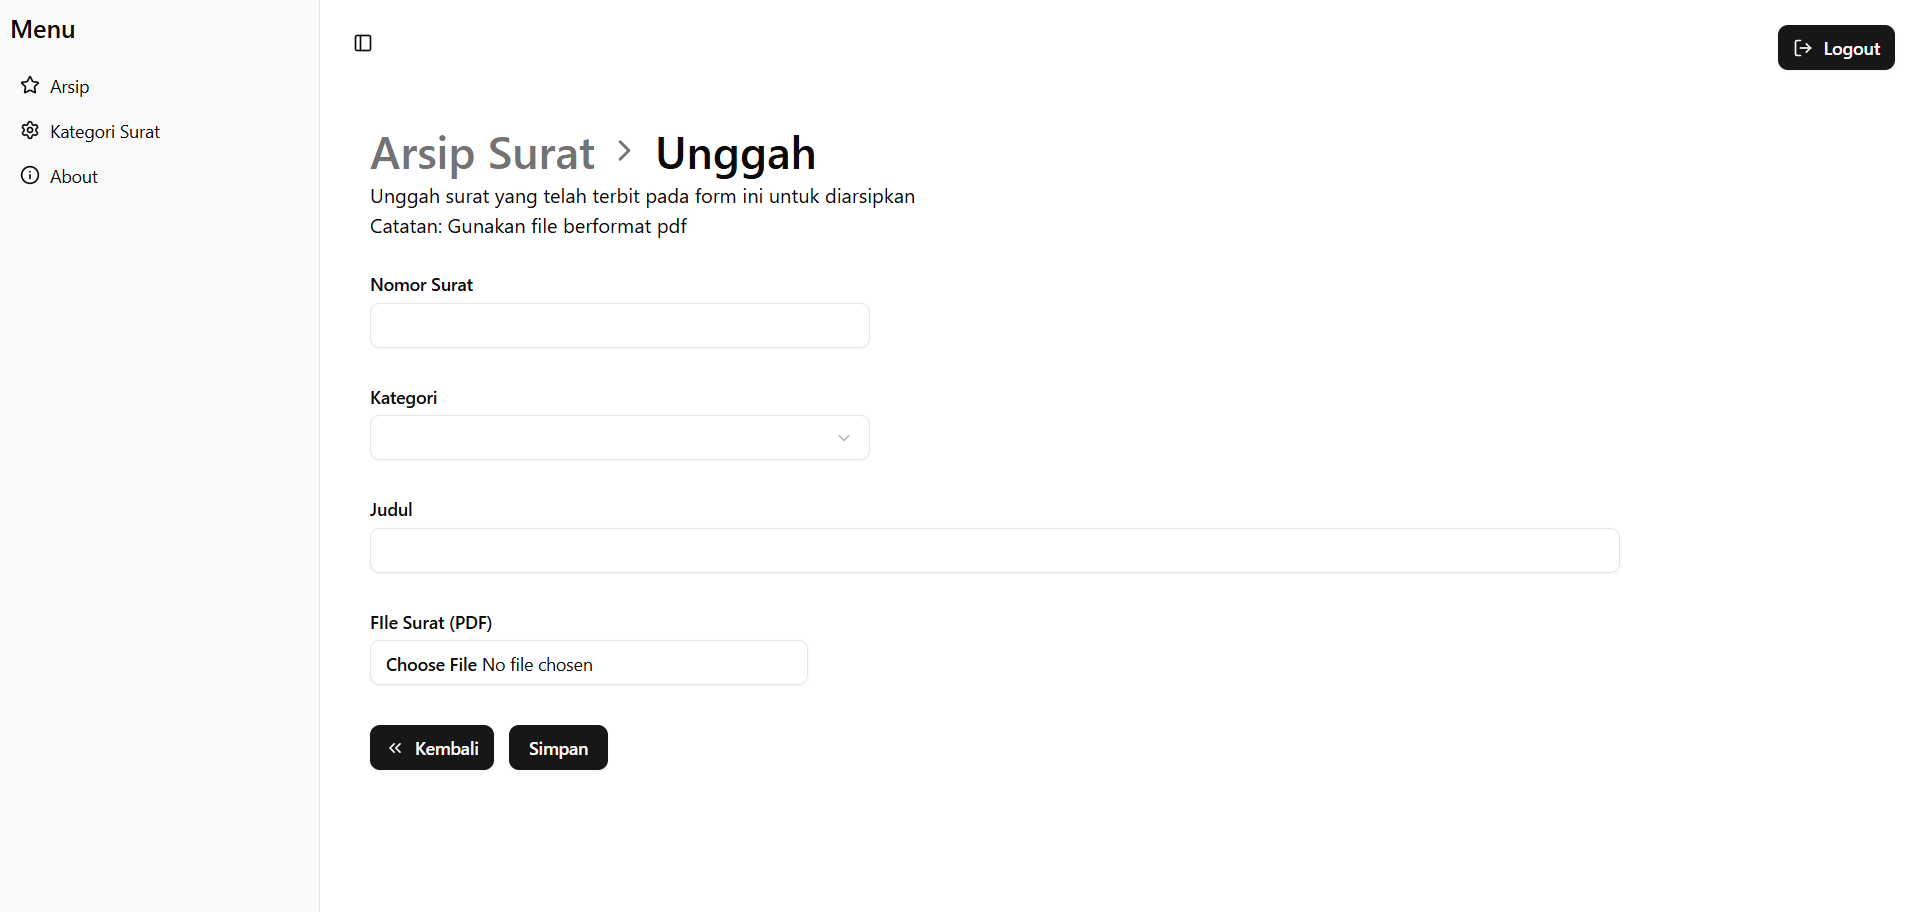 Menu
Arsip
Kategori Surat
About
Logout
Arsip Surat > Unggah
Unggah surat yang telah terbit pada form ini untuk diarsipkan
Catatan: Gunakan file berformat pdf
Nomor Surat
Kategori
Judul
FIle Surat (PDF)
Choose File No file chosen
« Kembali
Simpan